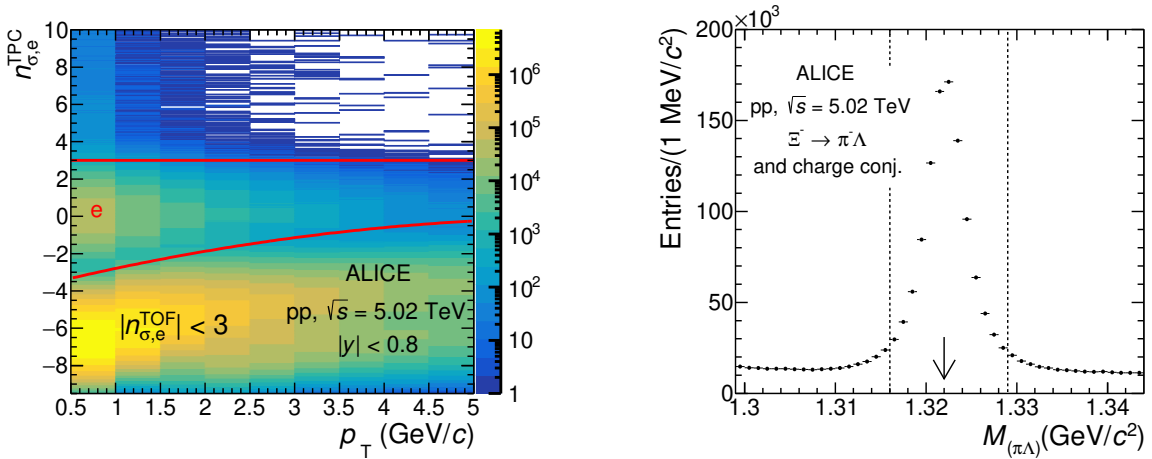 10
8
6
4
2
0
−2
−4
−6
−8
n^TPC_σ,e
e
|n^TOF_σ,e| < 3
ALICE
pp, √s = 5.02 TeV
|y| < 0.8
0.5 1 1.5 2 2.5 3 3.5 4 4.5 5
p_T (GeV/c)
10^6
10^5
10^4
10^3
10^2
10
1
×10^3
200
150
100
50
0
Entries/(1 MeV/c^2)
ALICE
pp, √s = 5.02 TeV
Ξ^- → π^-Λ
and charge conj.
1.3 1.31 1.32 1.33 1.34
M_(πΛ)(GeV/c^2)